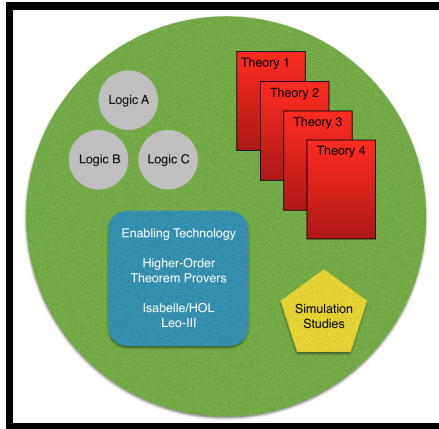 Logic A
Logic B
Logic C
Theory 1
Theory 2
Theory 3
Theory 4
Enabling Technology
Higher-Order
Theorem Provers
Isabelle/HOL
Leo-III
Simulation
Studies